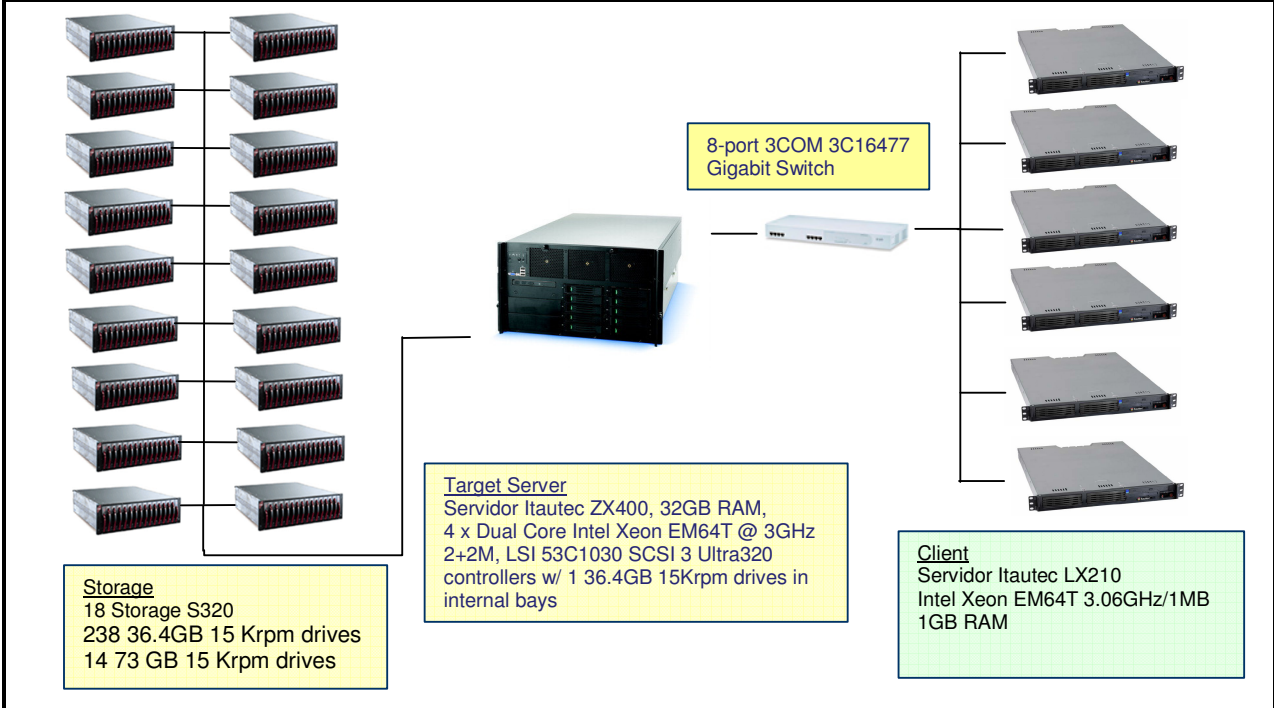 8-port 3COM 3C16477
Gigabit Switch
Target Server
Servidor Itautec ZX400, 32GB RAM,
4 x Dual Core Intel Xeon EM64T @ 3GHz
2+2M, LSI 53C1030 SCSI 3 Ultra320
controllers w/ 1 36.4GB 15Krpm drives in
internal bays
Storage
18 Storage S320
238 36.4GB 15 Krpm drives
14 73 GB 15 Krpm drives
Client
Servidor Itautec LX210
Intel Xeon EM64T 3.06GHz/1MB
1GB RAM